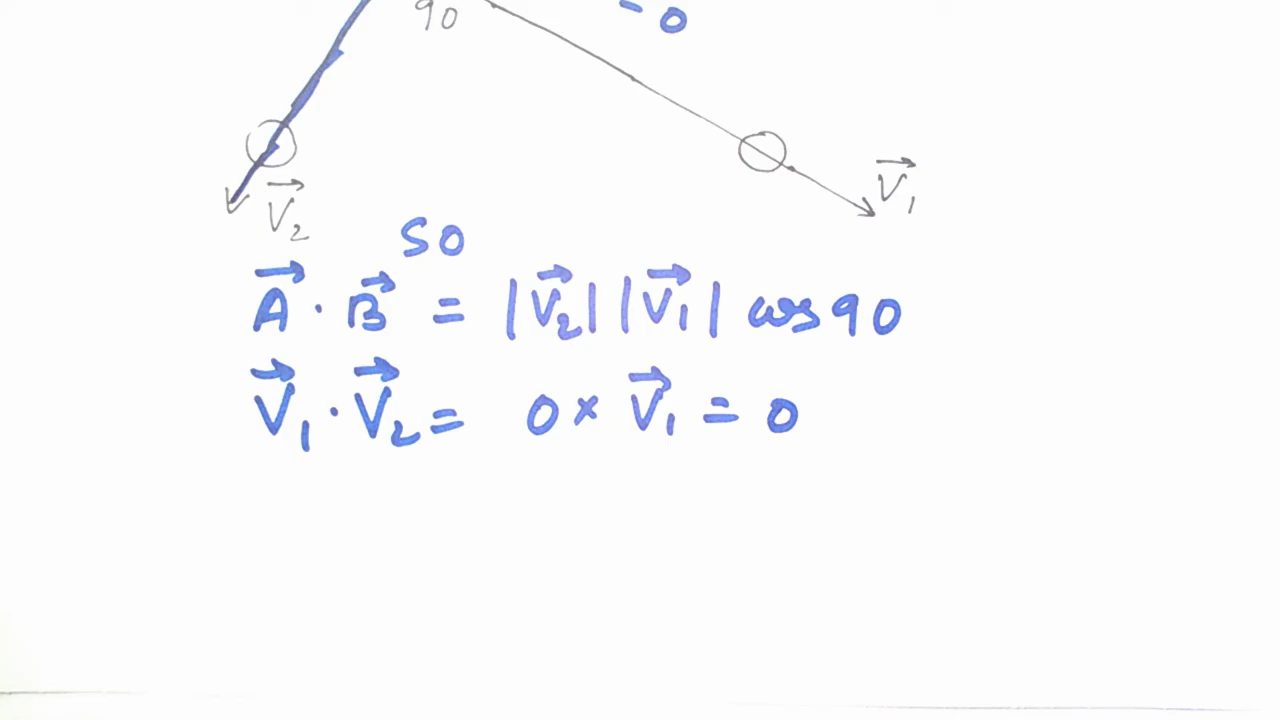 90
= 0
V⃗₁
V⃗₂
SO
A⃗ · B⃗ = |V⃗₂| |V⃗₁| cos 90
V⃗₁ · V⃗₂ = 0 × V⃗₁ = 0